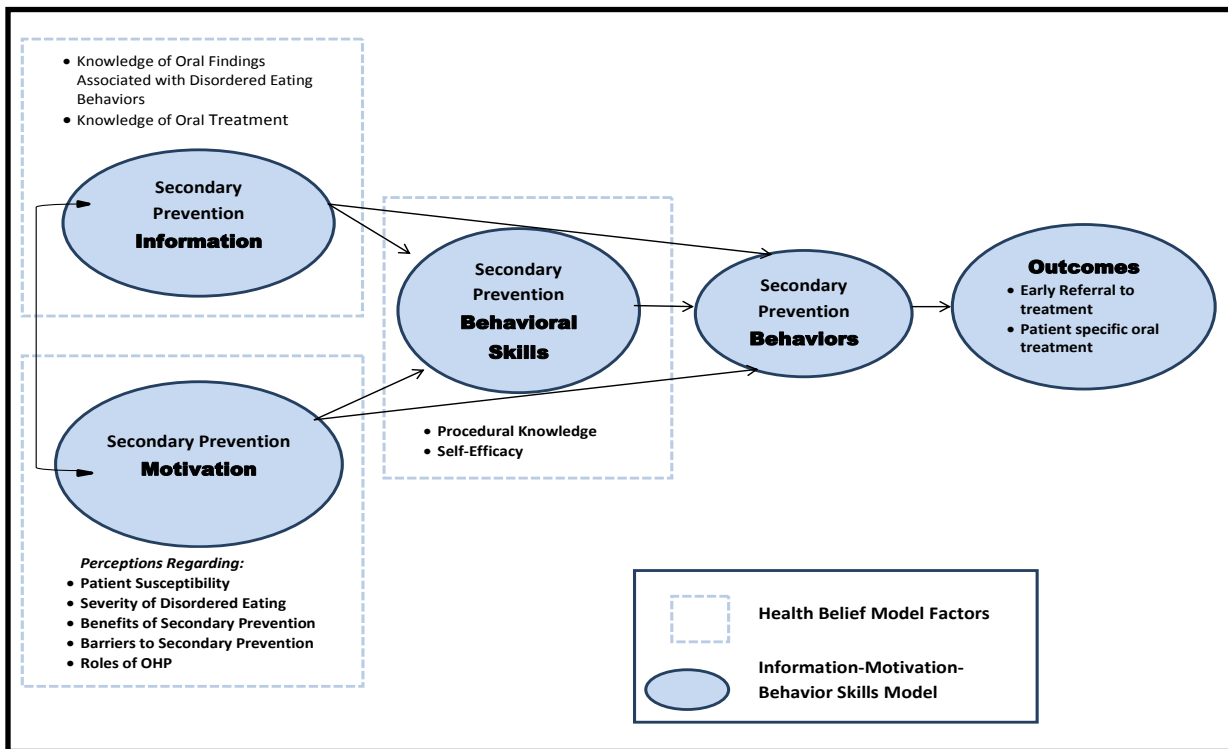 • Knowledge of Oral Findings
Associated with Disordered Eating
Behaviors
• Knowledge of Oral Treatment
Secondary
Prevention
Information
Secondary Prevention
Motivation
Perceptions Regarding:
• Patient Susceptibility
• Severity of Disordered Eating
• Benefits of Secondary Prevention
• Barriers to Secondary Prevention
• Roles of OHP
Secondary
Prevention
Behavioral
Skills
• Procedural Knowledge
• Self-Efficacy
Secondary
Prevention
Behaviors
Outcomes
• Early Referral to
treatment
• Patient specific oral
treatment
Health Belief Model Factors
Information-Motivation-
Behavior Skills Model